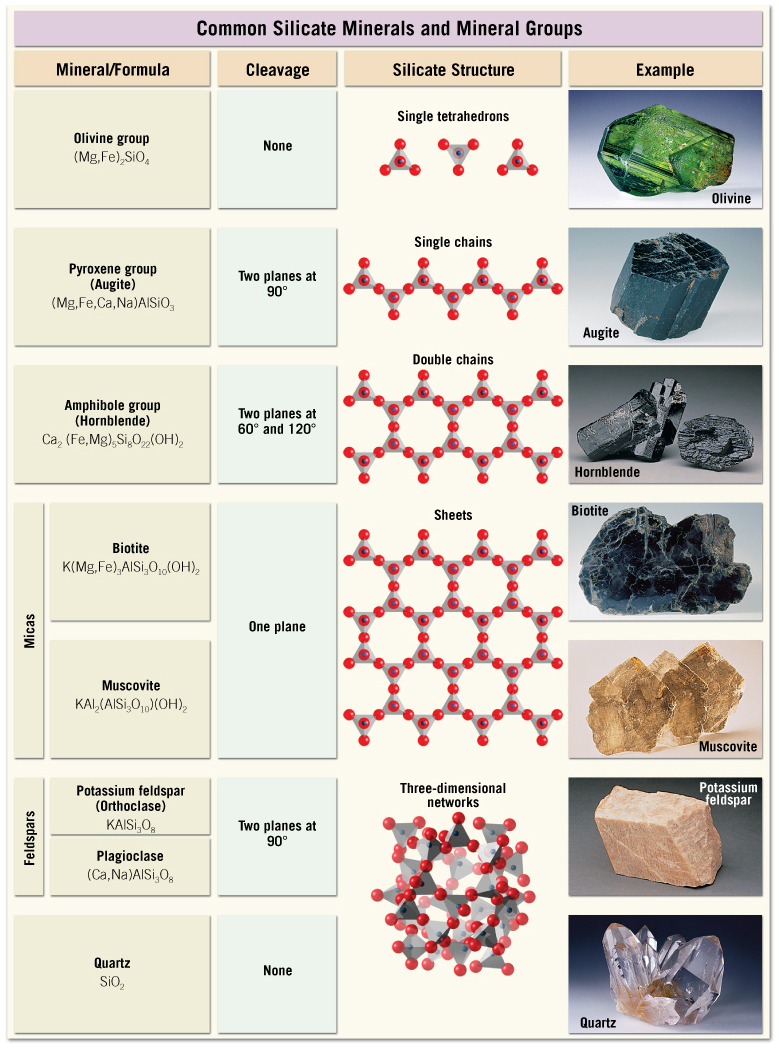 Common Silicate Minerals and Mineral Groups
Mineral/Formula
Cleavage
Silicate Structure
Example
Olivine group
(Mg,Fe)₂SiO₄
None
Single tetrahedrons
Olivine
Pyroxene group
(Augite)
(Mg,Fe,Ca,Na)AlSiO₃
Two planes at
90°
Single chains
Augite
Amphibole group
(Hornblende)
Ca₂ (Fe,Mg)₅Si₈O₂₂(OH)₂
Two planes at
60° and 120°
Double chains
Hornblende
Micas
Biotite
K(Mg,Fe)₃AlSi₃O₁₀(OH)₂
Muscovite
KAl₂(AlSi₃O₁₀)(OH)₂
One plane
Sheets
Biotite
Muscovite
Feldspars
Potassium feldspar
(Orthoclase)
KAlSi₃O₈
Plagioclase
(Ca,Na)AlSi₃O₈
Two planes at
90°
Three-dimensional
networks
Potassium
feldspar
Quartz
SiO₂
None
Quartz